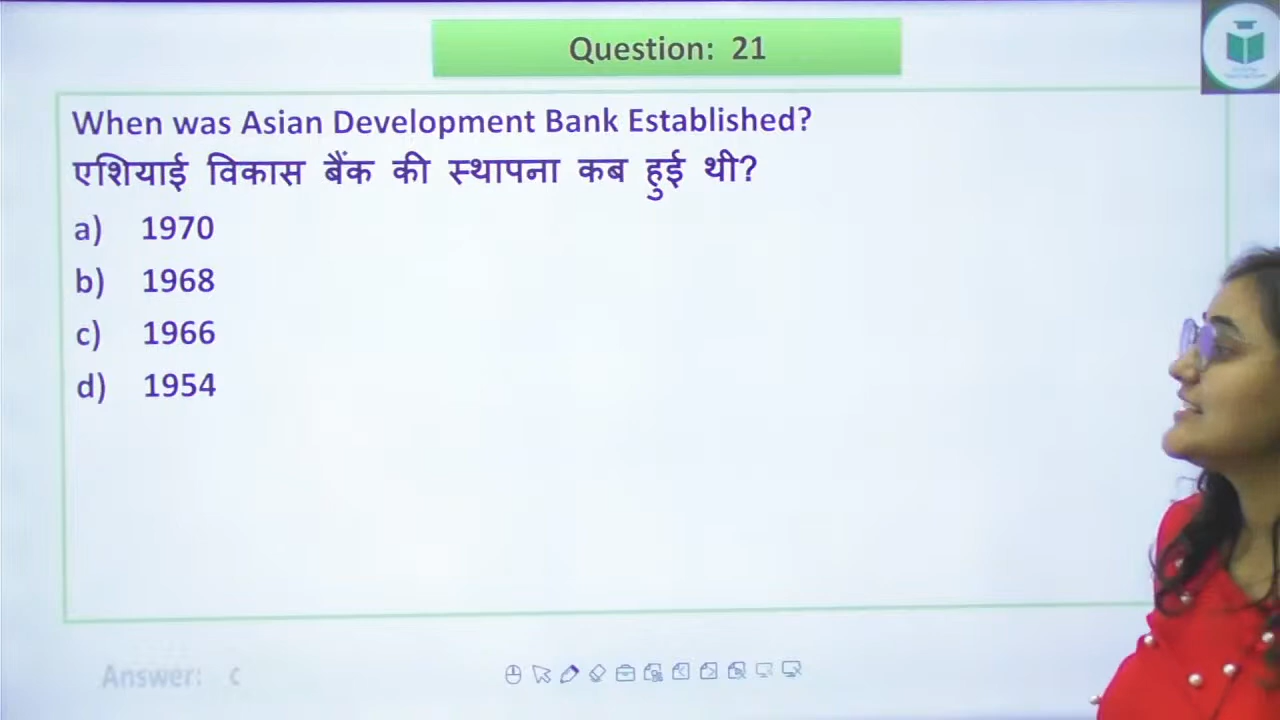 Question: 21
When was Asian Development Bank Established?
एशियाई विकास बैंक की स्थापना कब हुई थी?
a) 1970
b) 1968
c) 1966
d) 1954
Answer: c